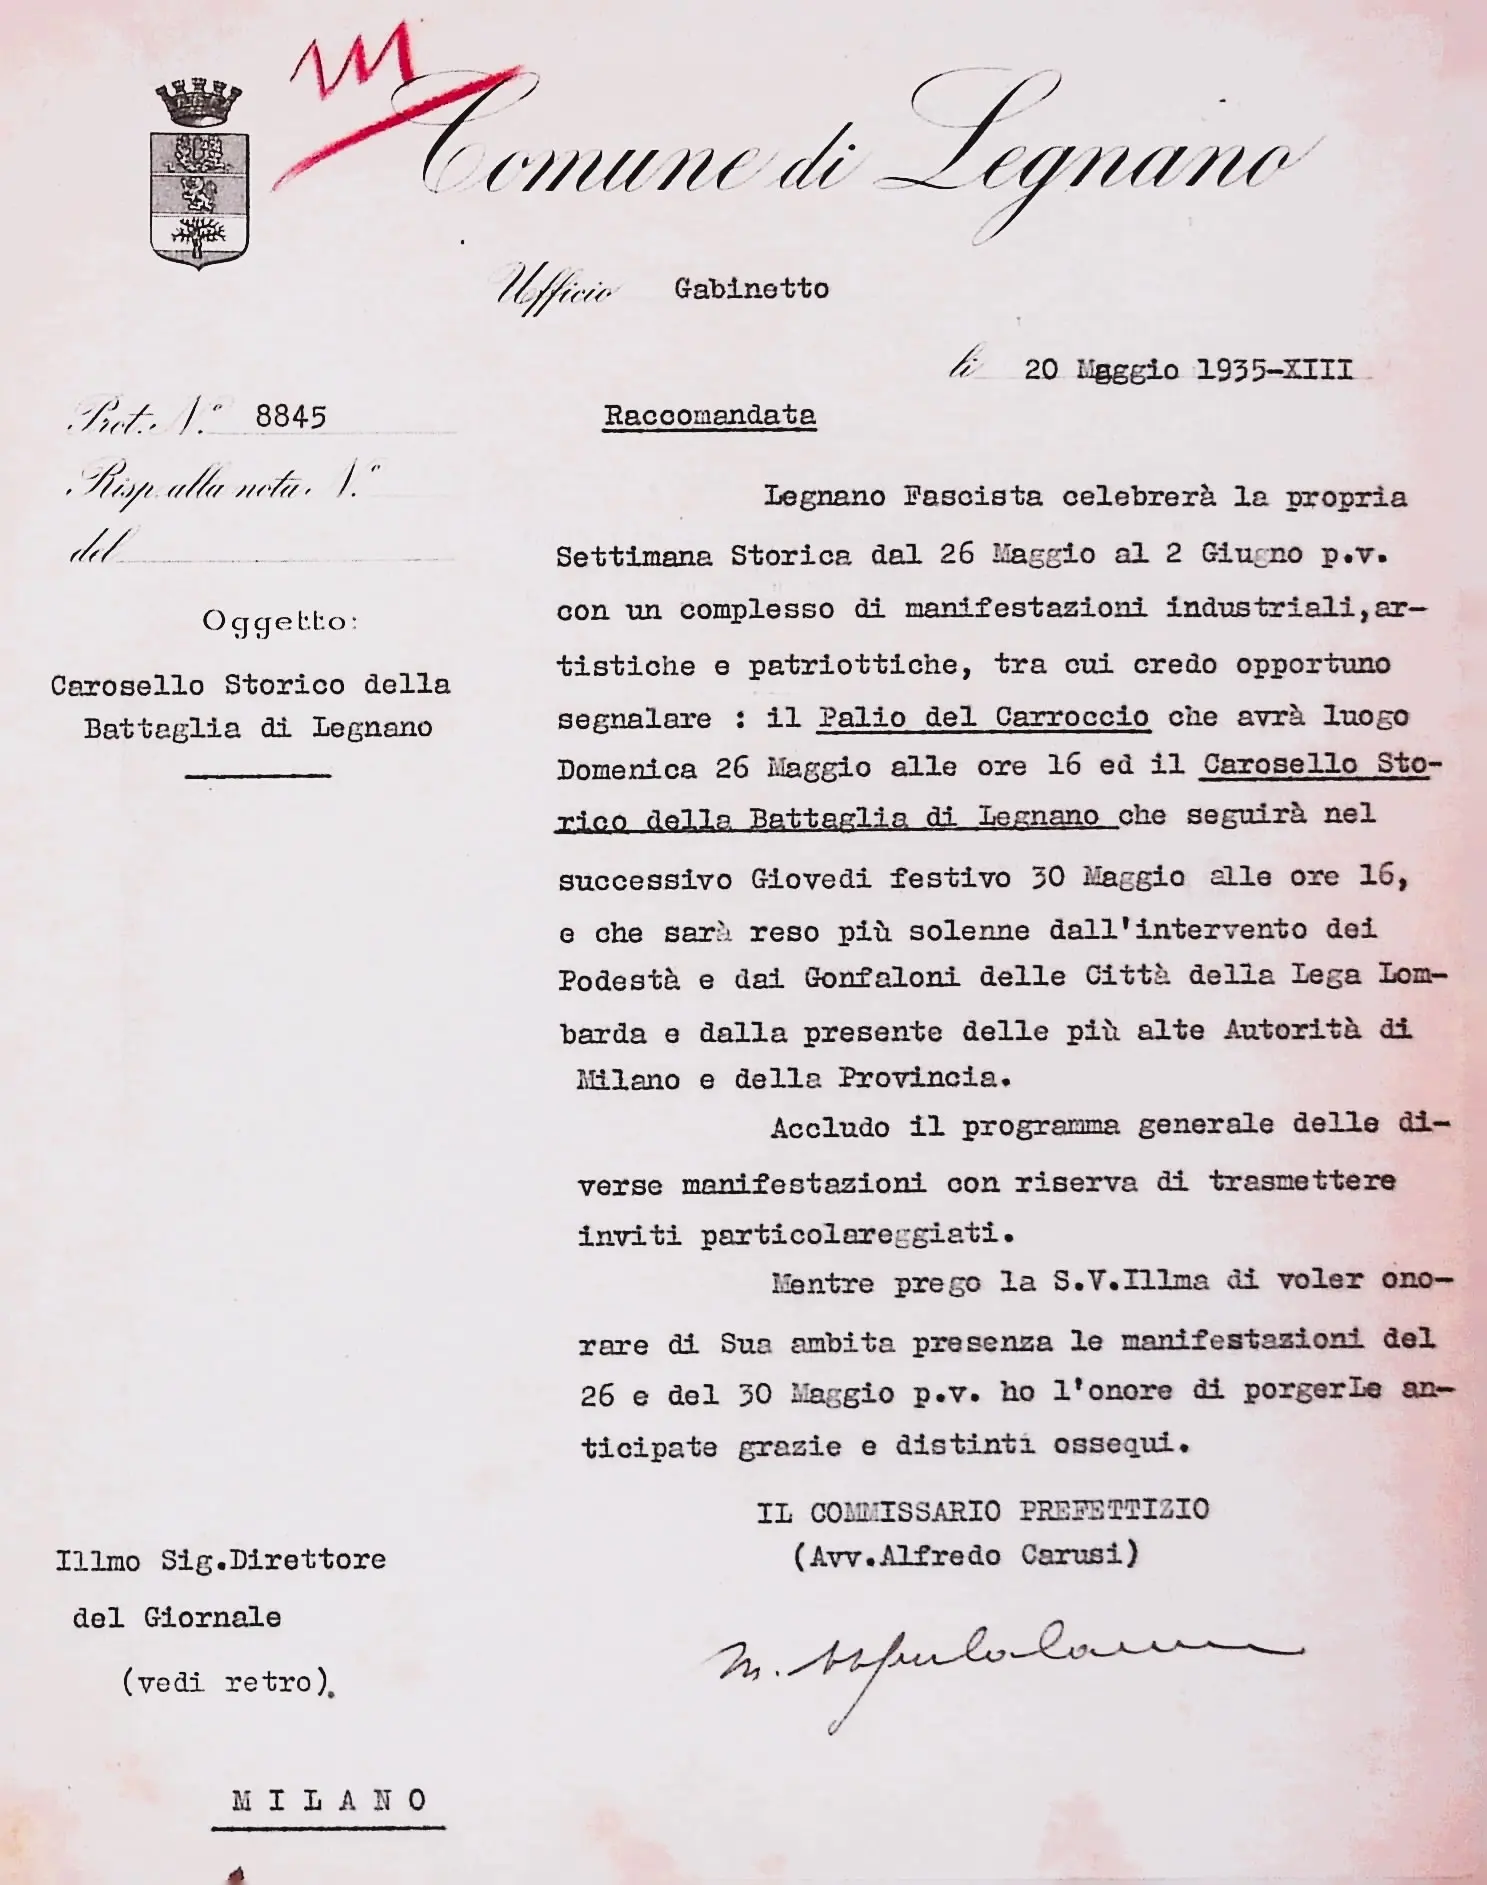 Comune di Legnano
Ufficio Gabinetto
li 20 Maggio 1935-XIII
Prot. N.° 8845
Raccomandata
Risp. alla nota. N.°
del
Oggetto:
Carosello Storico della
Battaglia di Legnano
Legnano Fascista celebrerà la propria
Settimana Storica dal 26 Maggio al 2 Giugno p.v.
con un complesso di manifestazioni industriali,ar-
tistiche e patriottiche, tra cui credo opportuno
segnalare : il Palio del Carroccio che avrà luogo
Domenica 26 Maggio alle ore 16 ed il Carosello Sto-
rico della Battaglia di Legnano che seguirà nel
successivo Giovedi festivo 30 Maggio alle ore 16,
e che sarà reso più solenne dall'intervento dei
Podestà e dai Gonfaloni delle Città della Lega Lom-
barda e dalla presente delle più alte Autorità di
Milano e della Provincia.
Accludo il programma generale delle di-
verse manifestazioni con riserva di trasmettere
inviti particolareggiati.
Mentre prego la S.V.Illma di voler ono-
rare di Sua ambita presenza le manifestazioni del
26 e del 30 Maggio p.v. ho l'onore di porgerLe an-
ticipate grazie e distinti ossequi.
IL COMMISSARIO PREFETTIZIO
(Avv.Alfredo Carusi)
Illmo Sig.Direttore
del Giornale
(vedi retro).
MILANO